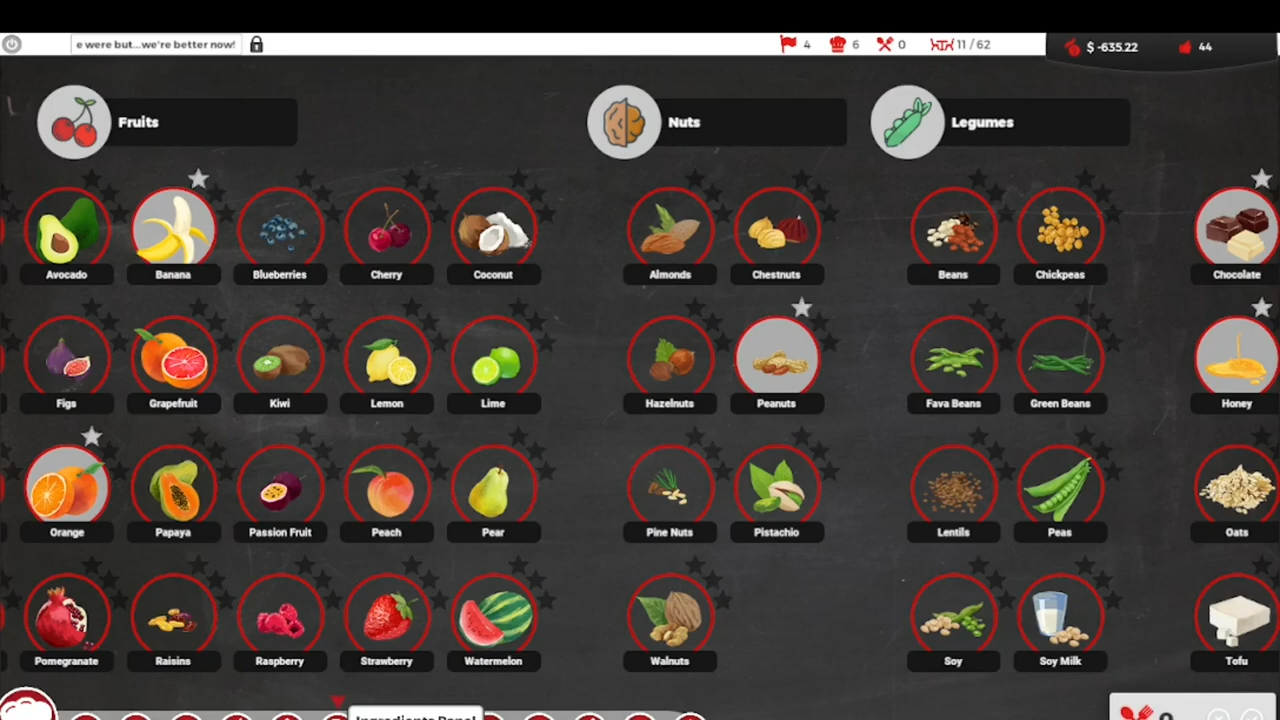 e were but...we're better now!
4
6
0
11 / 62
$ -635.22
44
Fruits
Nuts
Legumes
Avocado
Banana
Blueberries
Cherry
Coconut
Almonds
Chestnuts
Beans
Chickpeas
Chocolate
Figs
Grapefruit
Kiwi
Lemon
Lime
Hazelnuts
Peanuts
Fava Beans
Green Beans
Honey
Orange
Papaya
Passion Fruit
Peach
Pear
Pine Nuts
Pistachio
Lentils
Peas
Oats
Pomegranate
Raisins
Raspberry
Strawberry
Watermelon
Walnuts
Soy
Soy Milk
Tofu
Ingredients Panel
0